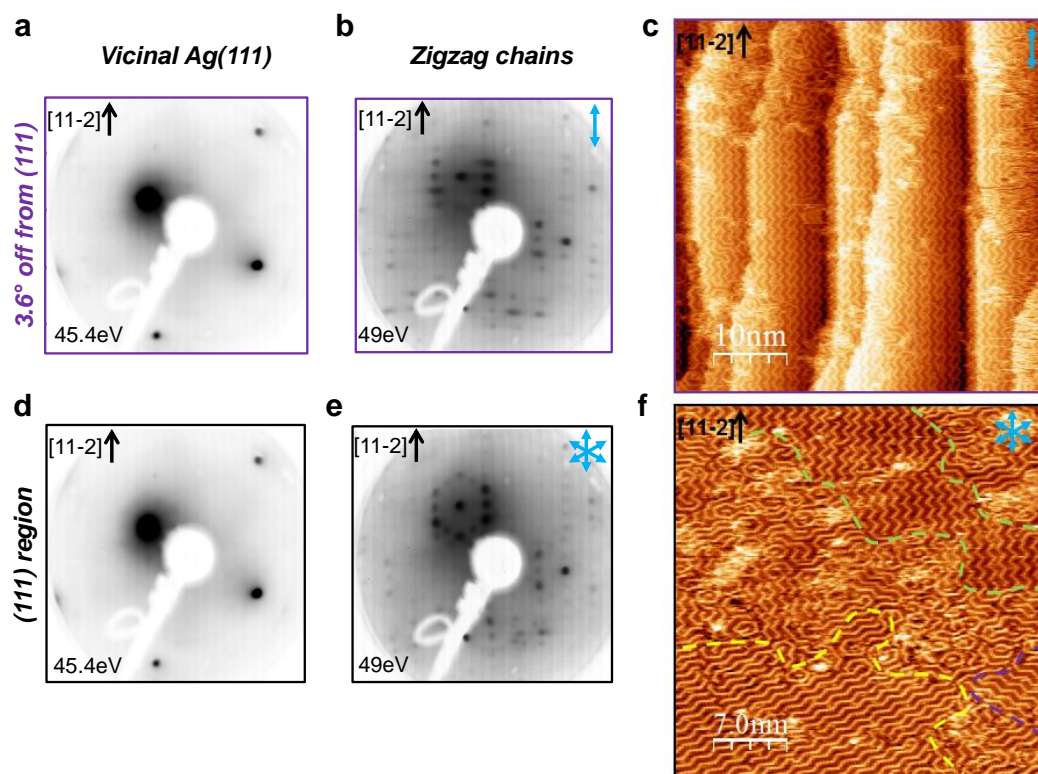 a
Vicinal Ag(111)
b
Zigzag chains
c
3.6° off from (111)
[11-2]
45.4eV
[11-2]
49eV
[11-2]
10nm
d
e
f
(111) region
[11-2]
45.4eV
[11-2]
49eV
[11-2]
7.0nm